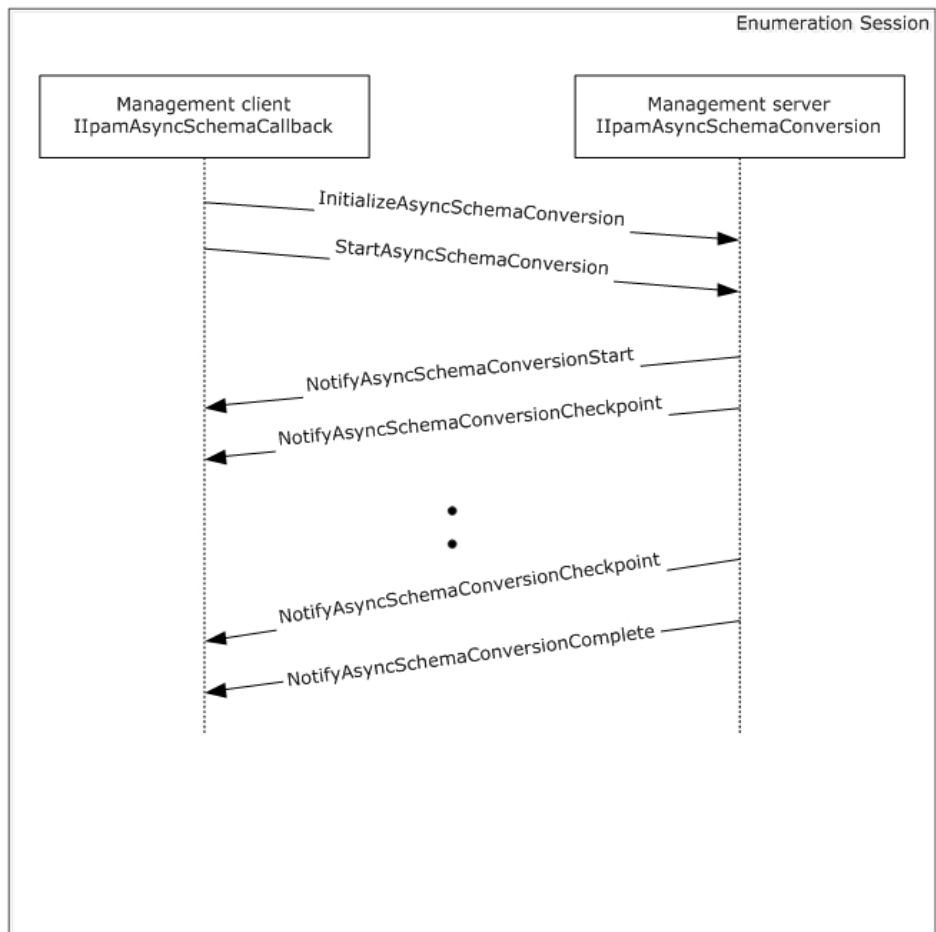 Enumeration Session
Management client
IIpamAsyncSchemaCallback
Management server
IIpamAsyncSchemaConversion
InitializeAsyncSchemaConversion
StartAsyncSchemaConversion
NotifyAsyncSchemaConversionStart
NotifyAsyncSchemaConversionCheckpoint
NotifyAsyncSchemaConversionCheckpoint
NotifyAsyncSchemaConversionComplete